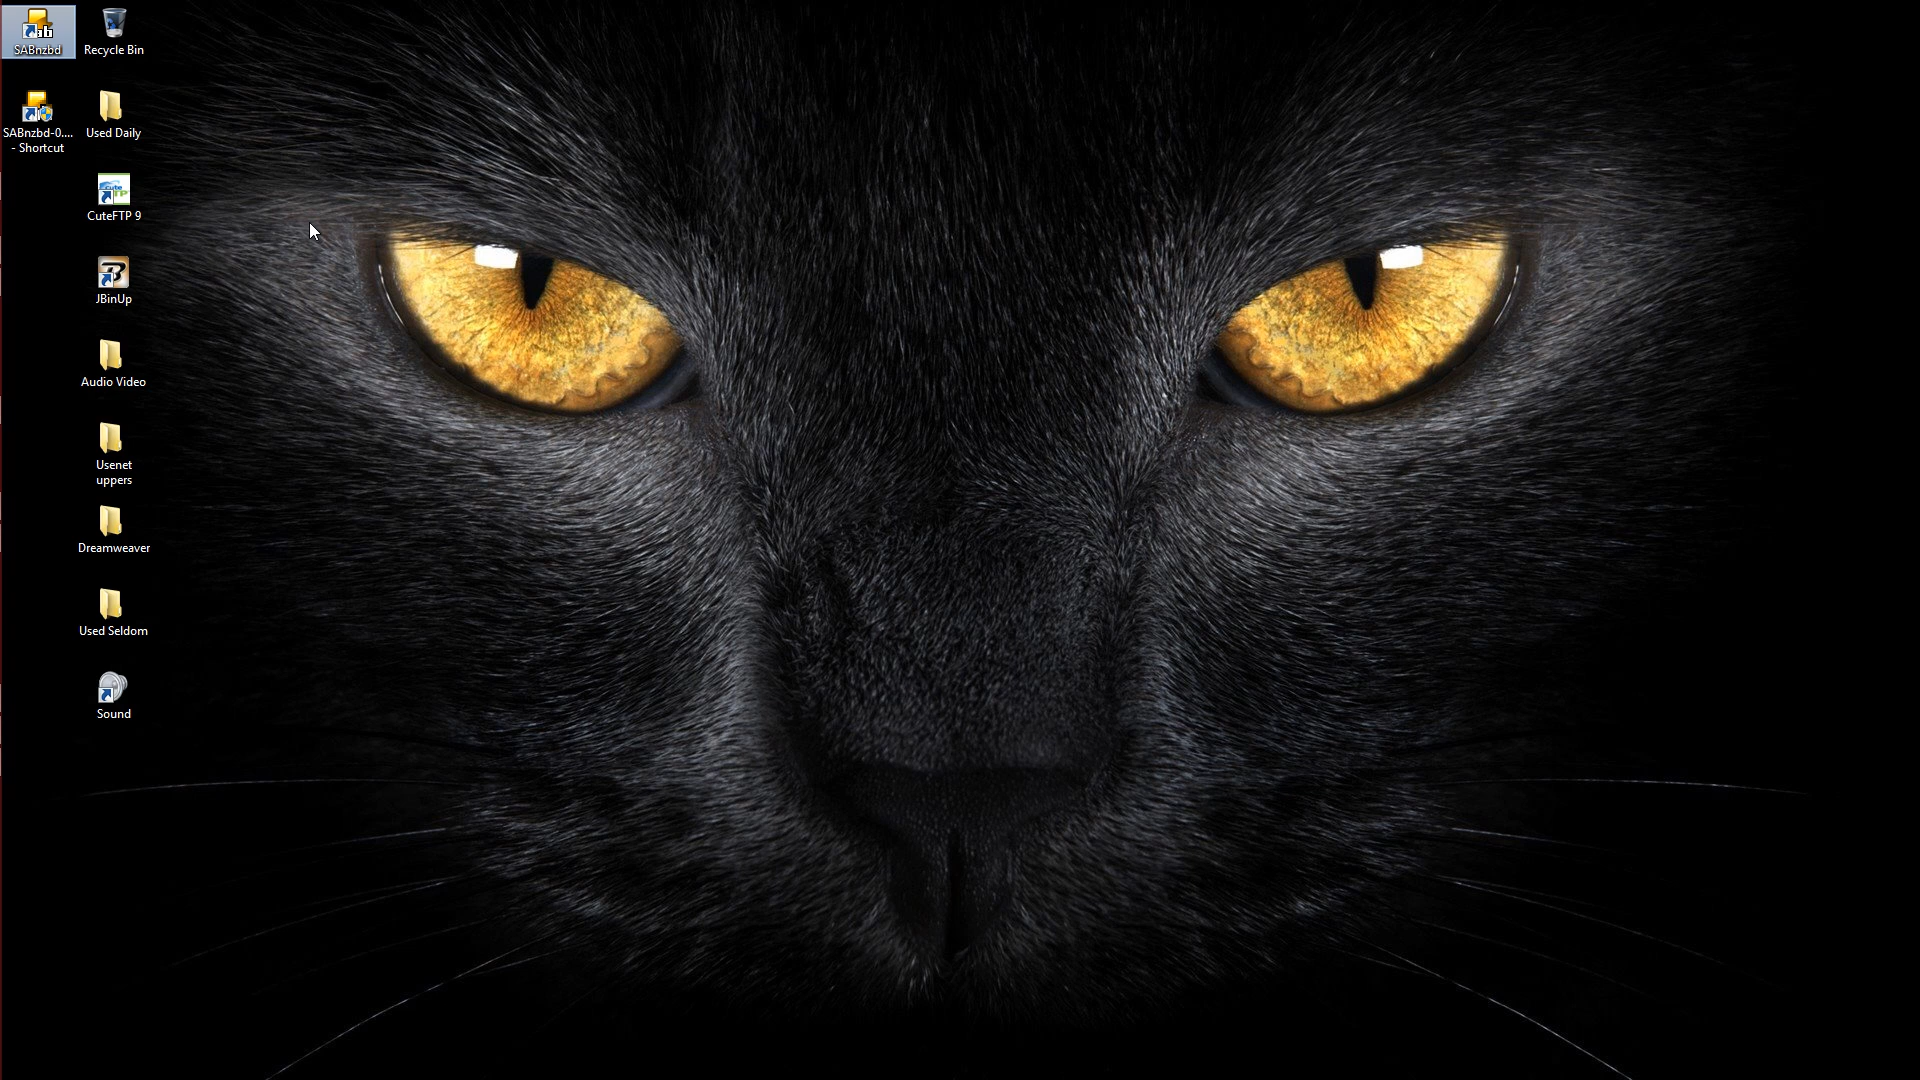 SABnzbd
Recycle Bin
SABnzbd-0....
- Shortcut
Used Daily
CuteFTP 9
JBinUp
Audio Video
Usenet
uppers
Dreamweaver
Used Seldom
Sound